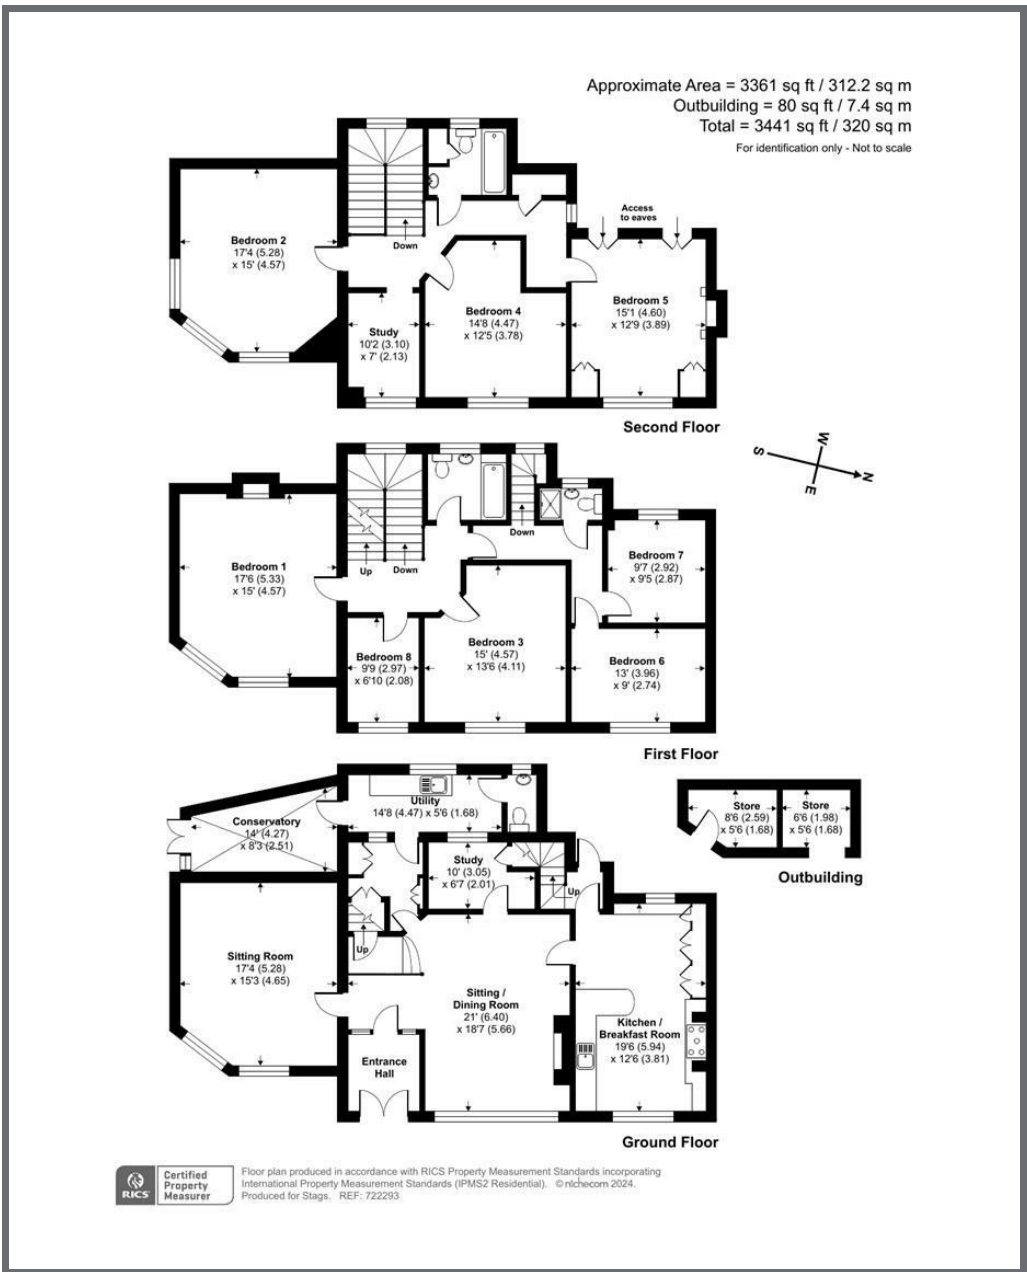 Approximate Area = 3361 sq ft / 312.2 sq m
Outbuilding = 80 sq ft / 7.4 sq m
Total = 3441 sq ft / 320 sq m
For identification only - Not to scale
Bedroom 2
17'4 (5.28)
x 15' (4.57)
Down
Study
10'2 (3.10)
x 7' (2.13)
Bedroom 4
14'8 (4.47)
x 12'5 (3.78)
Access
to eaves
Bedroom 5
15'1 (4.60)
x 12'9 (3.89)
Second Floor
S
W
N
E
Bedroom 1
17'6 (5.33)
x 15' (4.57)
Up
Down
Down
Bedroom 7
9'7 (2.92)
x 9'5 (2.87)
Bedroom 8
9'9 (2.97)
x 6'10 (2.08)
Bedroom 3
15' (4.57)
x 13'6 (4.11)
Bedroom 6
13' (3.96)
x 9' (2.74)
First Floor
Utility
14'8 (4.47) x 5'6 (1.68)
Conservatory
14' (4.27)
x 8'3 (2.51)
Study
10' (3.05)
x 6'7 (2.01)
Up
Up
Store
8'6 (2.59)
x 5'6 (1.68)
Store
6'6 (1.98)
x 5'6 (1.68)
Outbuilding
Sitting Room
17'4 (5.28)
x 15'3 (4.65)
Sitting /
Dining Room
21' (6.40)
x 18'7 (5.66)
Kitchen /
Breakfast Room
19'6 (5.94)
x 12'6 (3.81)
Entrance
Hall
Ground Floor
RICS
Certified
Property
Measurer
Floor plan produced in accordance with RICS Property Measurement Standards incorporating
International Property Measurement Standards (IPMS2 Residential). © nichecom 2024.
Produced for Stags. REF: 722293